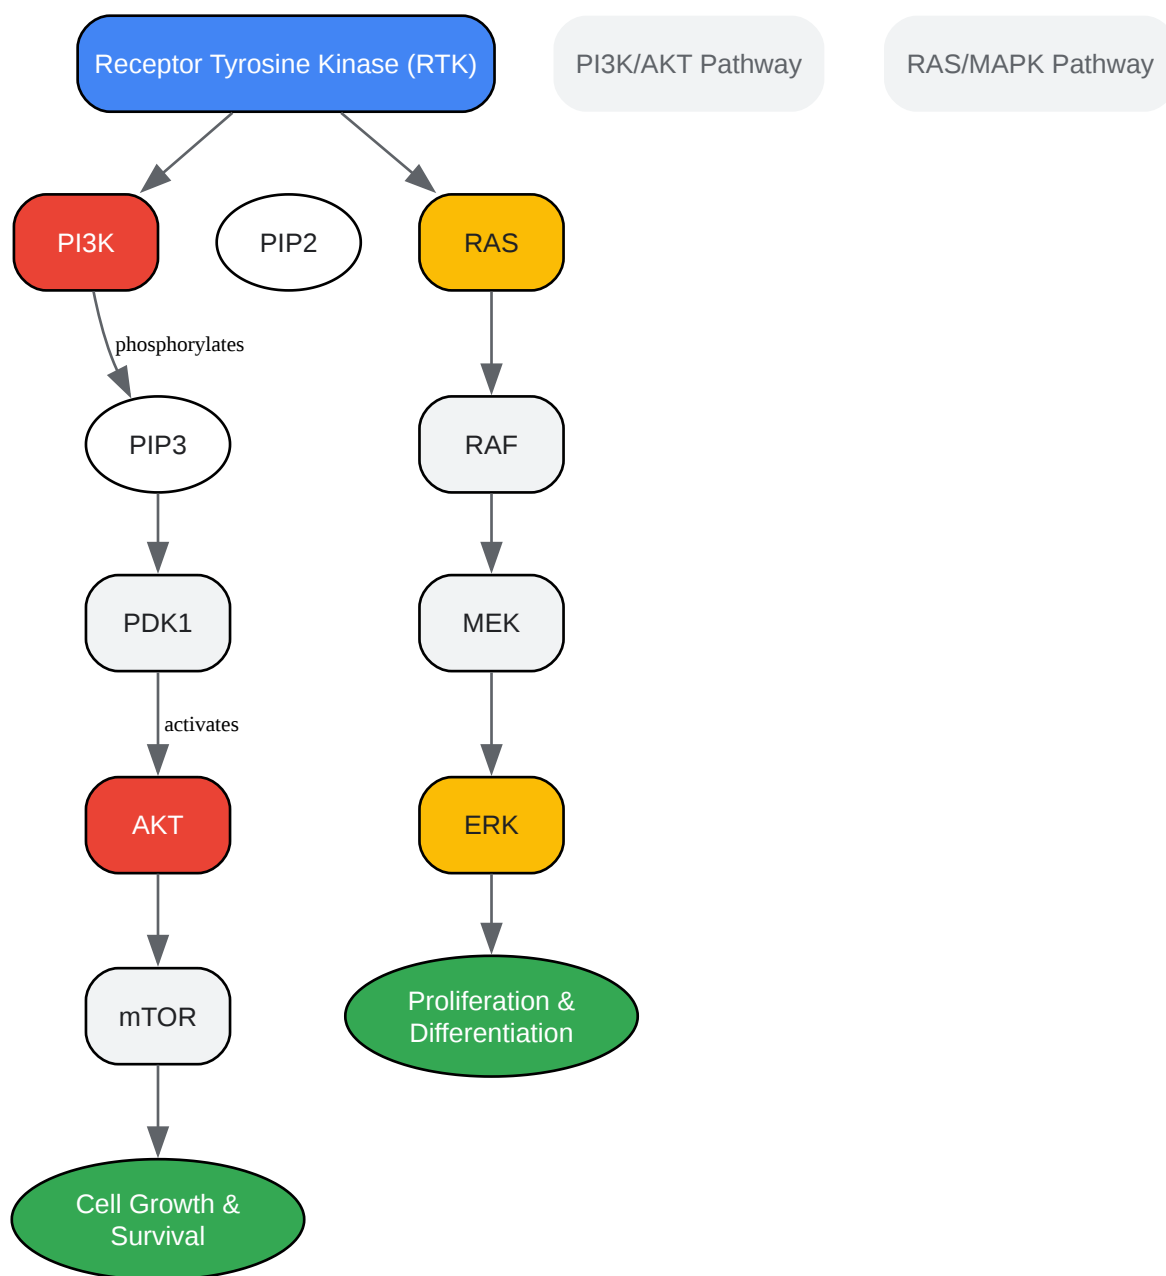 Receptor Tyrosine Kinase (RTK)
PI3K/AKT Pathway
RAS/MAPK Pathway
PI3K
PIP2
RAS
phosphorylates
PIP3
RAF
PDK1
MEK
activates
AKT
ERK
mTOR
Proliferation &
Differentiation
Cell Growth &
Survival